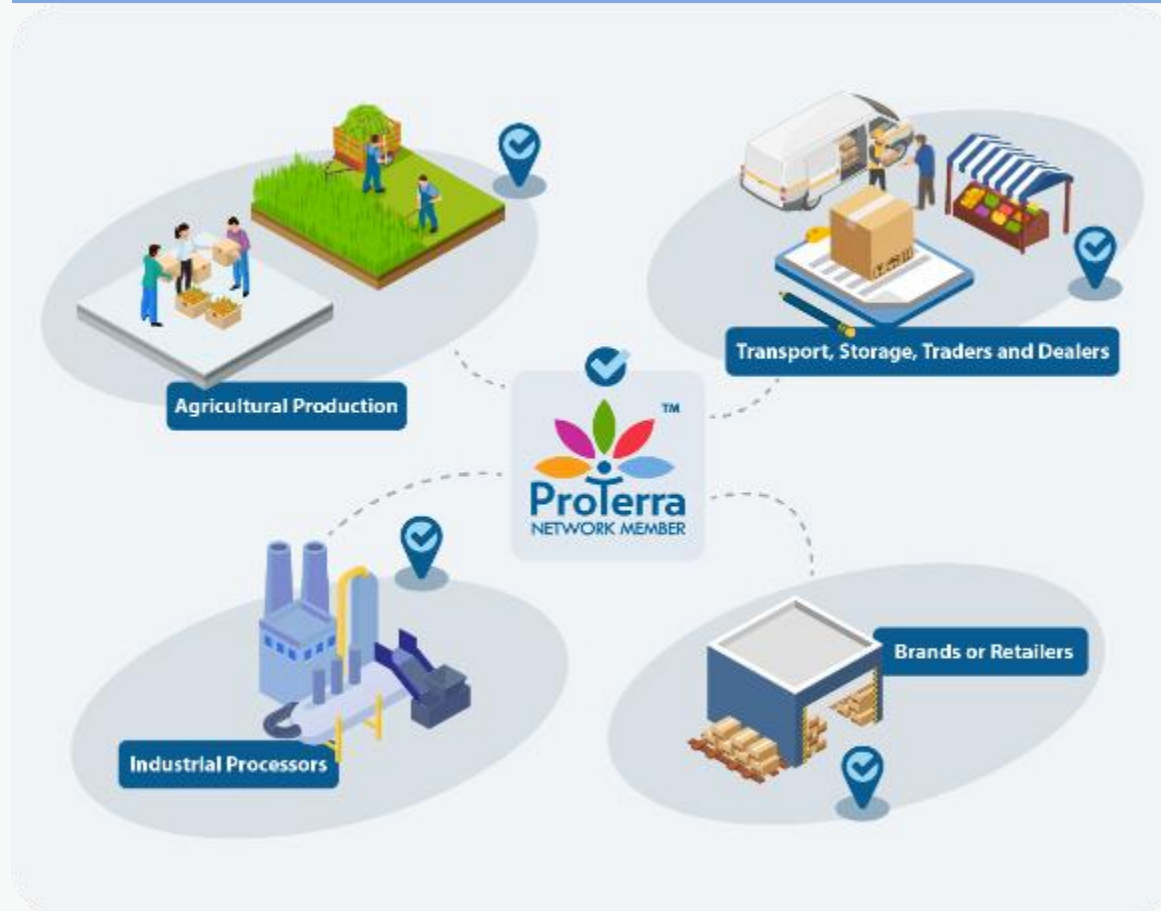 Transport, Storage, Traders and Dealers
Agricultural Production
TM
ProTerra
NETWORK MEMBER
Brands or Retailers
Industrial Processors